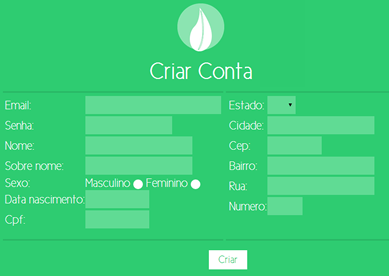 Criar Conta
Email:
Senha:
Nome:
Sobre nome:
Sexo: Masculino Feminino
Data nascimento:
Cpf:
Estado:
Cidade:
Cep:
Bairro:
Rua:
Numero:
Criar